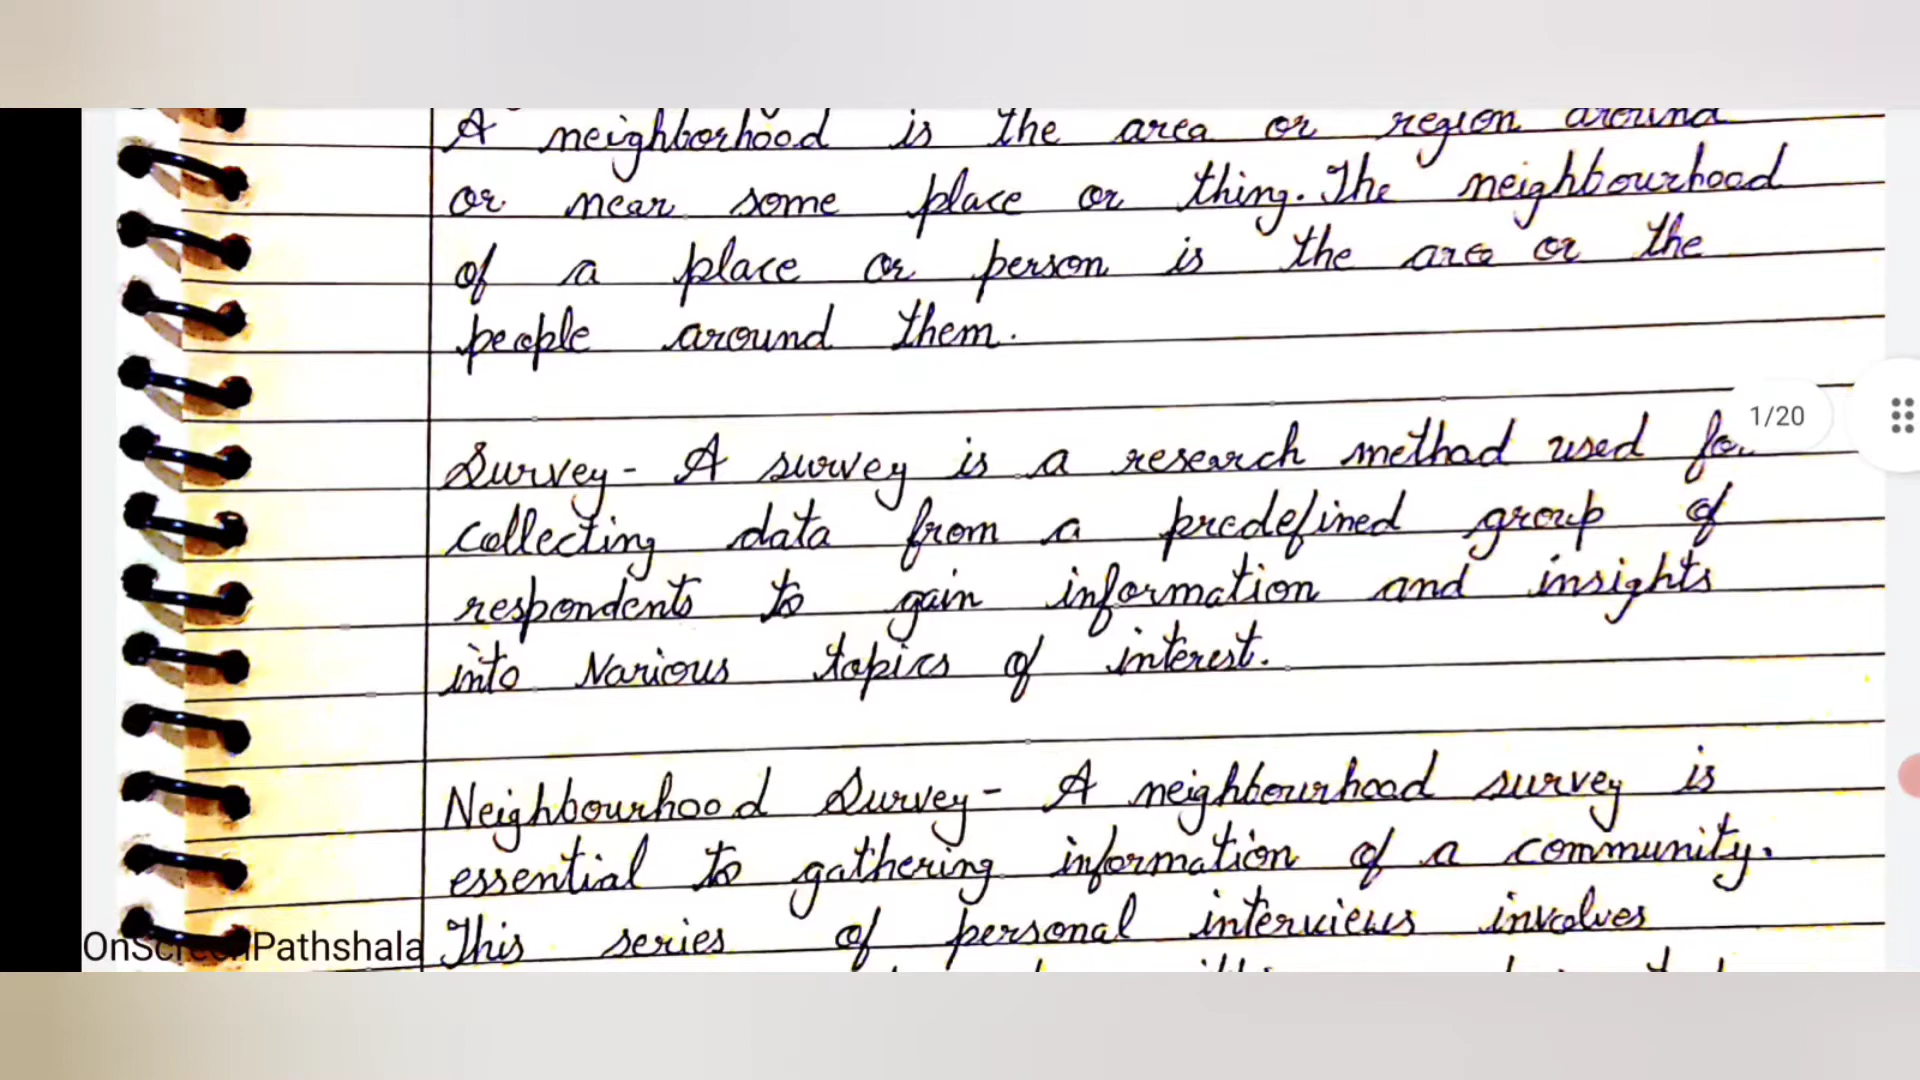 A neighborhood is the area or region around
or near some place or thing. The neighbourhood
of a place or person is the area or the
people around them.
1/20
Survey - A survey is a research method used
collecting data from a predefined group of
respondents to gain information and insights
into various topics of interest.
Neighbourhood Survey - A neighbourhood survey is
essential to gathering information of a community.
This series of personal interviews involves
OnScreenPathshala